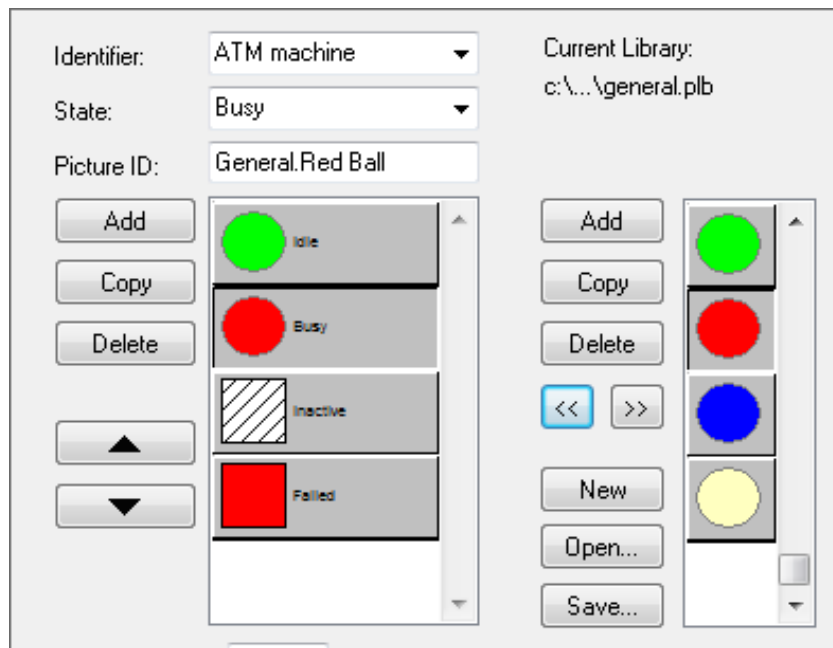 Identifier:
ATM machine
Current Library:
c:\...\general.plb
State:
Busy
Picture ID:
General.Red Ball
Add
Copy
Delete
Idle
Busy
Inactive
Failed
Add
Copy
Delete
<< >>
New
Open...
Save...